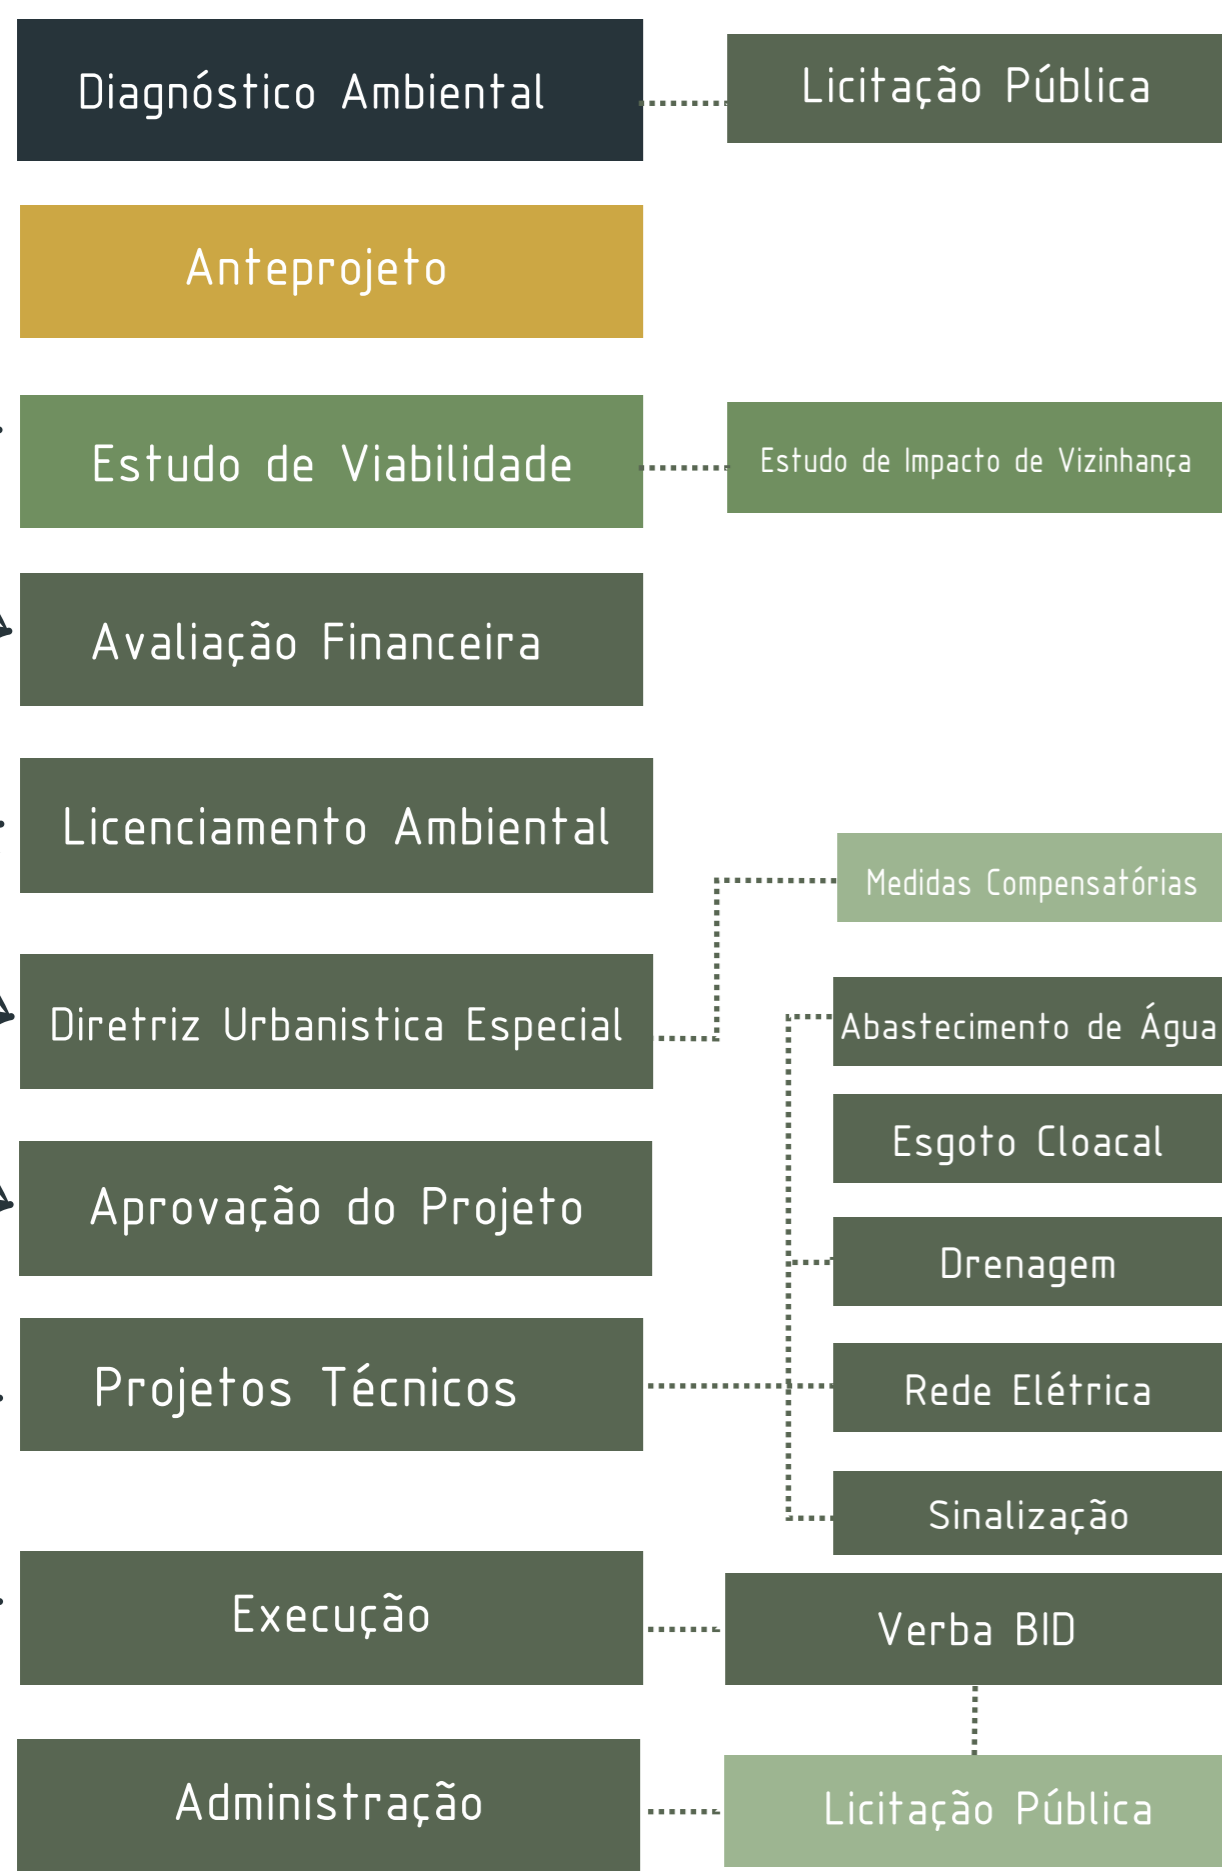 Diagnóstico Ambiental
Licitação Pública
Anteprojeto
Estudo de Viabilidade
Estudo de Impacto de Vizinhança
Avaliação Financeira
Licenciamento Ambiental
Medidas Compensatórias
Diretriz Urbanistica Especial
Abastecimento de Água
Esgoto Cloacal
Aprovação do Projeto
Drenagem
Projetos Técnicos
Rede Elétrica
Sinalização
Execução
Verba BID
Administração
Licitação Pública